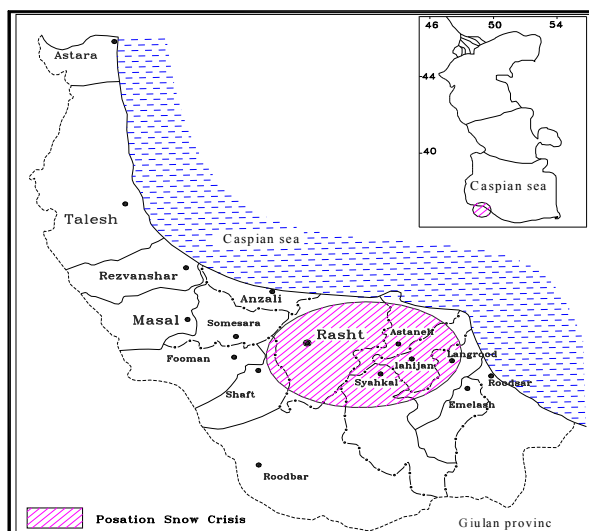 46 50 54
44
40
Caspian sea
Astara
Talesh
Caspian sea
Rezvanshar
Anzali
Masal
Somesara
Rasht
Astaneh
Fooman
lahijan
Langrood
Shaft
Syahkal
Roodsar
Emelash
Roodbar
Posation Snow Crisis
Giulan provinc